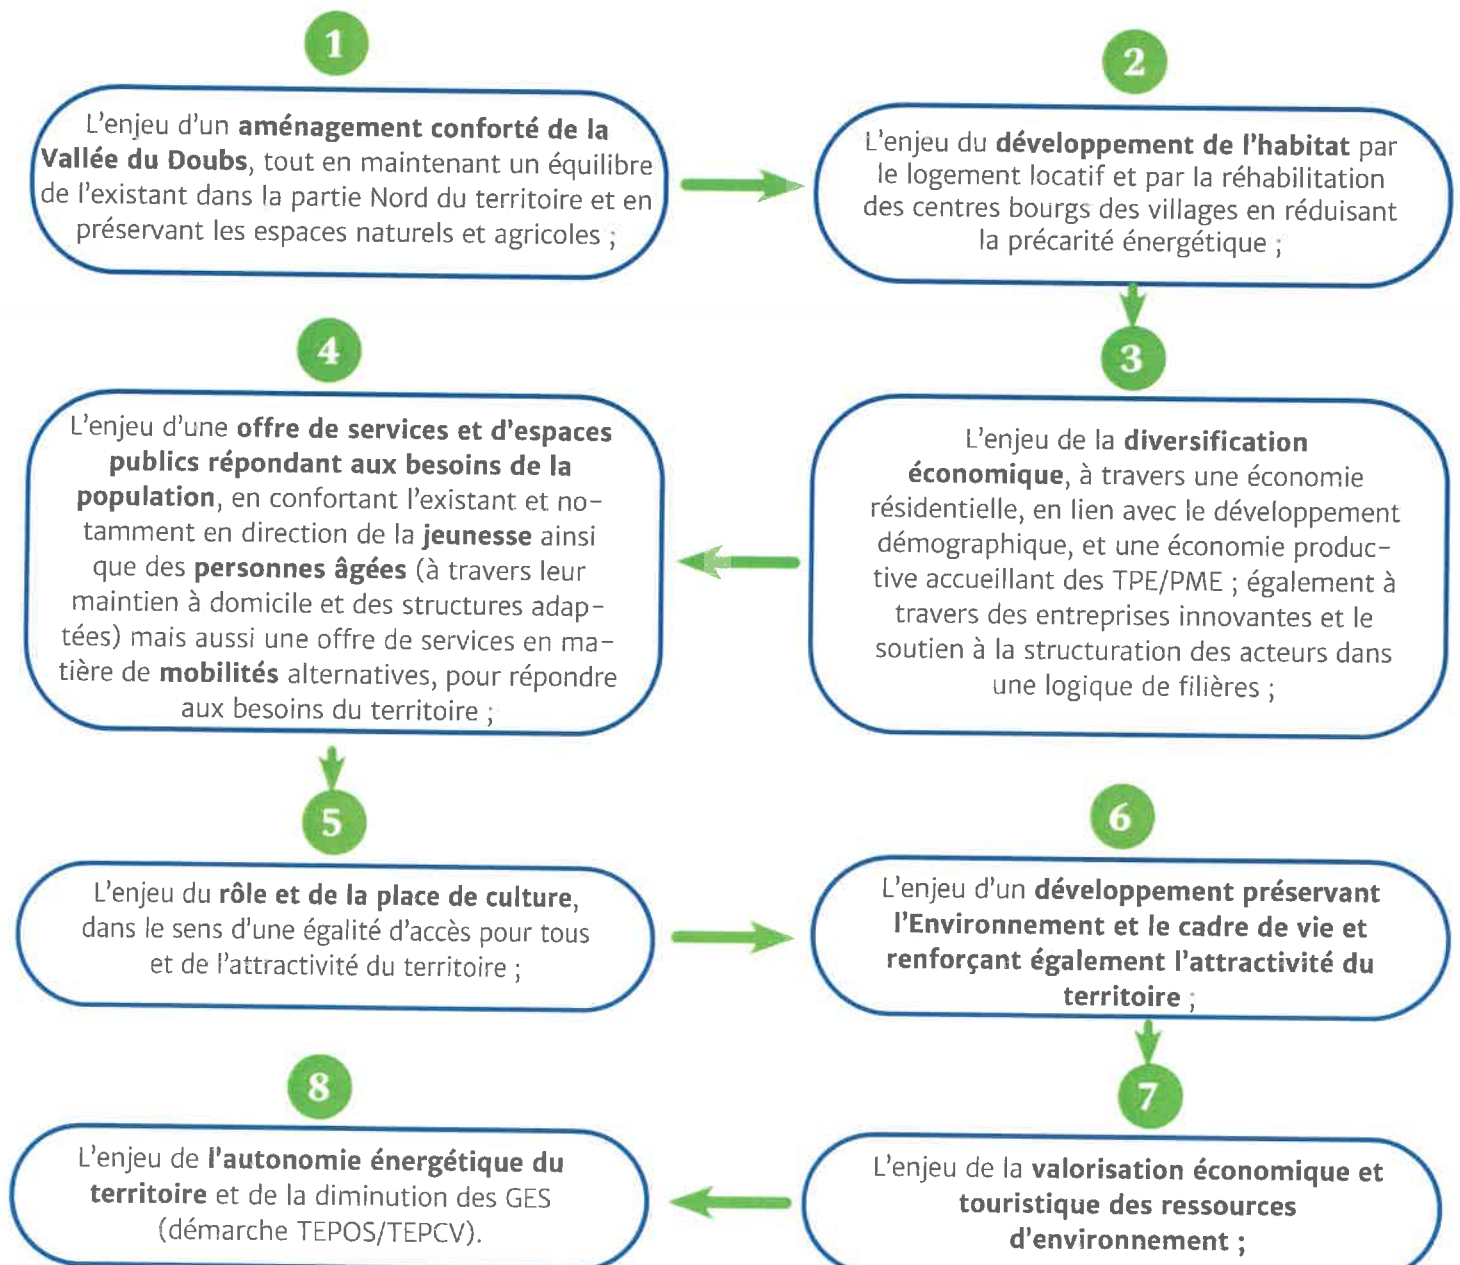 1
L'enjeu d'un aménagement conforté de la
Vallée du Doubs, tout en maintenant un équilibre
de l'existant dans la partie Nord du territoire et en
préservant les espaces naturels et agricoles ;
2
L'enjeu du développement de l'habitat par
le logement locatif et par la réhabilitation
des centres bourgs des villages en réduisant
la précarité énergétique ;
3
L'enjeu de la diversification
économique, à travers une économie
résidentielle, en lien avec le développement
démographique, et une économie produc-
tive accueillant des TPE/PME ; également à
travers des entreprises innovantes et le
soutien à la structuration des acteurs dans
une logique de filières ;
4
L'enjeu d'une offre de services et d'espaces
publics répondant aux besoins de la
population, en confortant l'existant et no-
tamment en direction de la jeunesse ainsi
que des personnes âgées (à travers leur
maintien à domicile et des structures adap-
tées) mais aussi une offre de services en ma-
tière de mobilités alternatives, pour répondre
aux besoins du territoire ;
5
L'enjeu du rôle et de la place de culture,
dans le sens d'une égalité d'accès pour tous
et de l'attractivité du territoire ;
6
L'enjeu d'un développement préservant
l'Environnement et le cadre de vie et
renforçant également l'attractivité du
territoire ;
7
L'enjeu de la valorisation économique et
touristique des ressources
d'environnement ;
8
L'enjeu de l'autonomie énergétique du
territoire et de la diminution des GES
(démarche TEPOS/TEPCV).